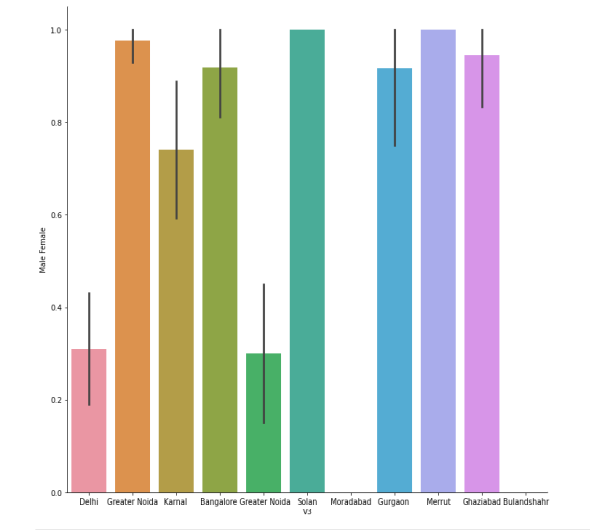 1.0
0.8
0.6
0.4
0.2
0.0
Male Female
Delhi Greater Noida Karnal Bangalore Greater Noida Solan Moradabad Gurgaon Merrut Ghaziabad Bulandshahr
V3